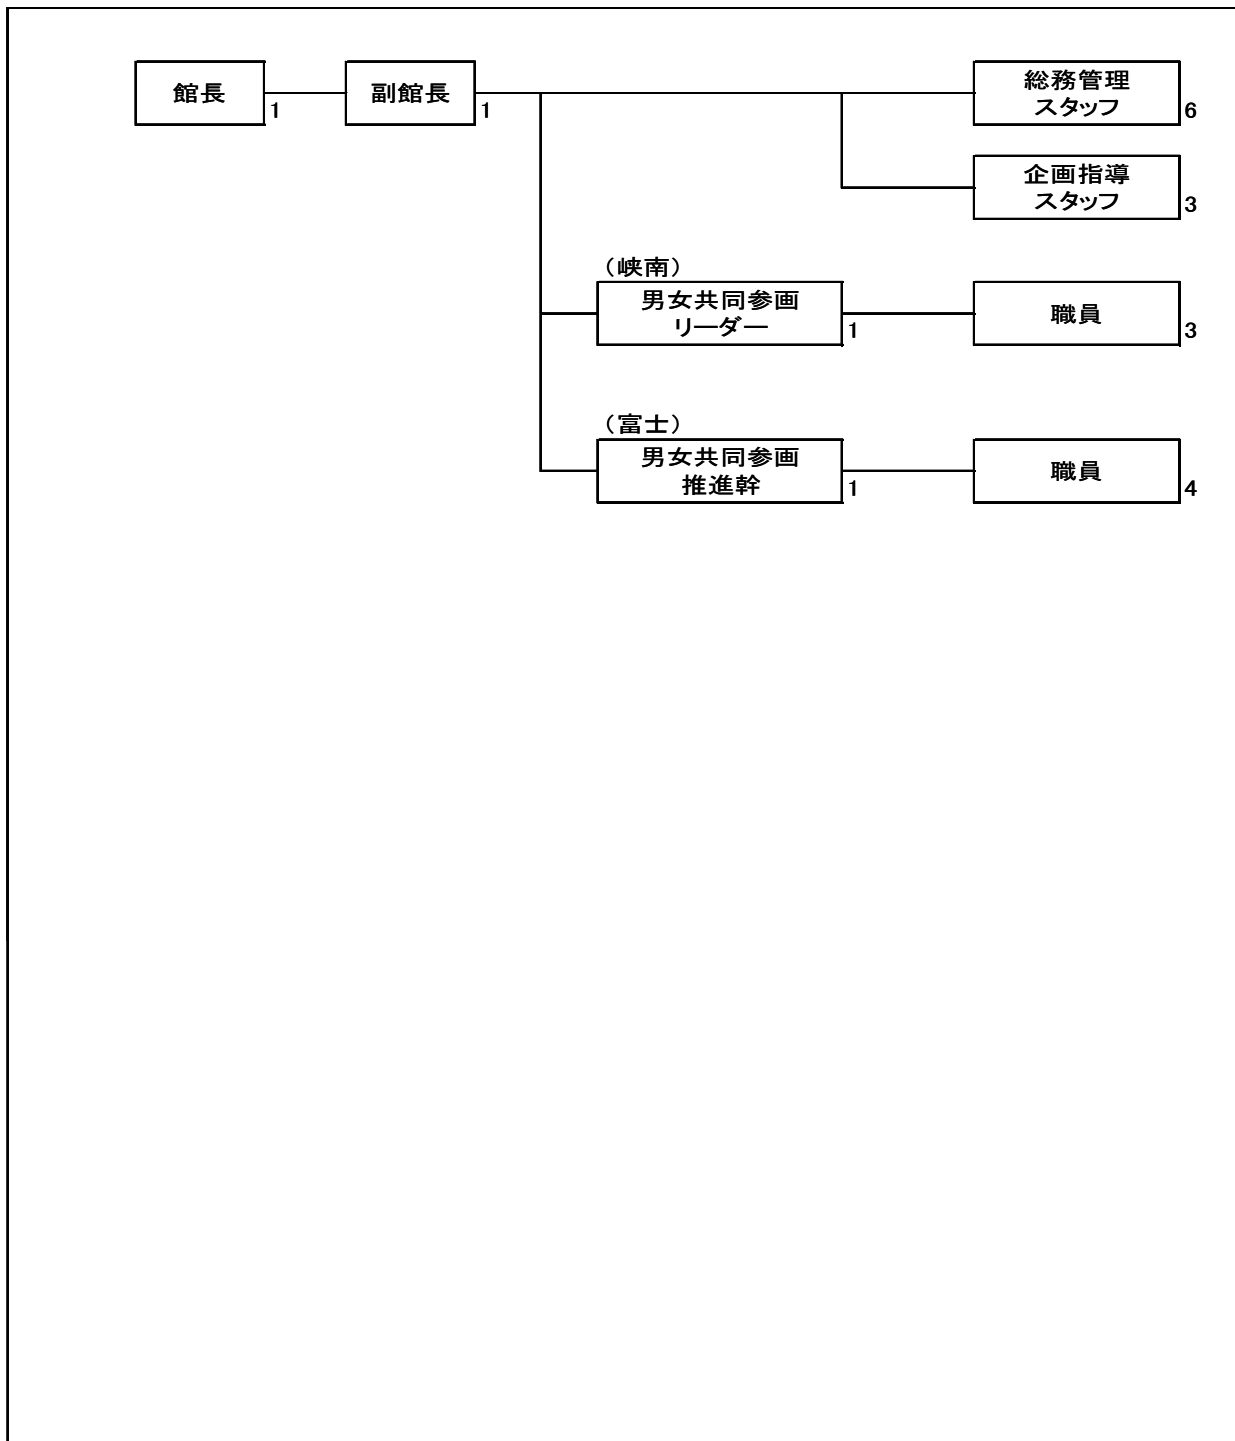 館長
1
副館長
1
総務管理
スタッフ
6
企画指導
スタッフ
3
（峡南）
男女共同参画
リーダー
1
職員
3
（富士）
男女共同参画
推進幹
1
職員
4